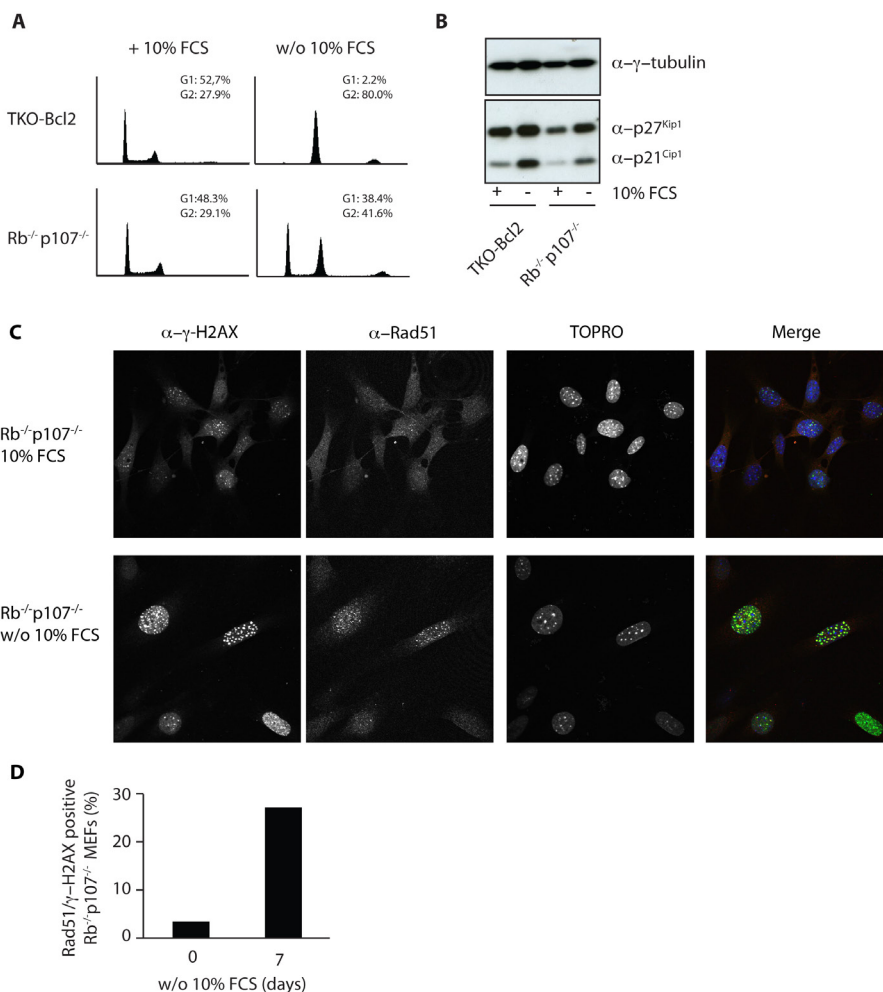 A
+ 10% FCS
w/o 10% FCS
TKO-Bcl2
G1: 52,7%
G2: 27.9%
G1: 2.2%
G2: 80.0%
Rb-/- p107-/-
G1:48.3%
G2: 29.1%
G1: 38.4%
G2: 41.6%
B
α–γ–tubulin
α–p27Kip1
α–p21Cip1
+ - + -
10% FCS
TKO-Bcl2
Rb-/- p107-/-
C
α–γ-H2AX
α–Rad51
TOPRO
Merge
Rb-/-p107-/-
10% FCS
Rb-/-p107-/-
w/o 10% FCS
D
Rad51/γ–H2AX positive
Rb-/-p107-/- MEFs (%)
30
20
10
0
0
7
w/o 10% FCS (days)